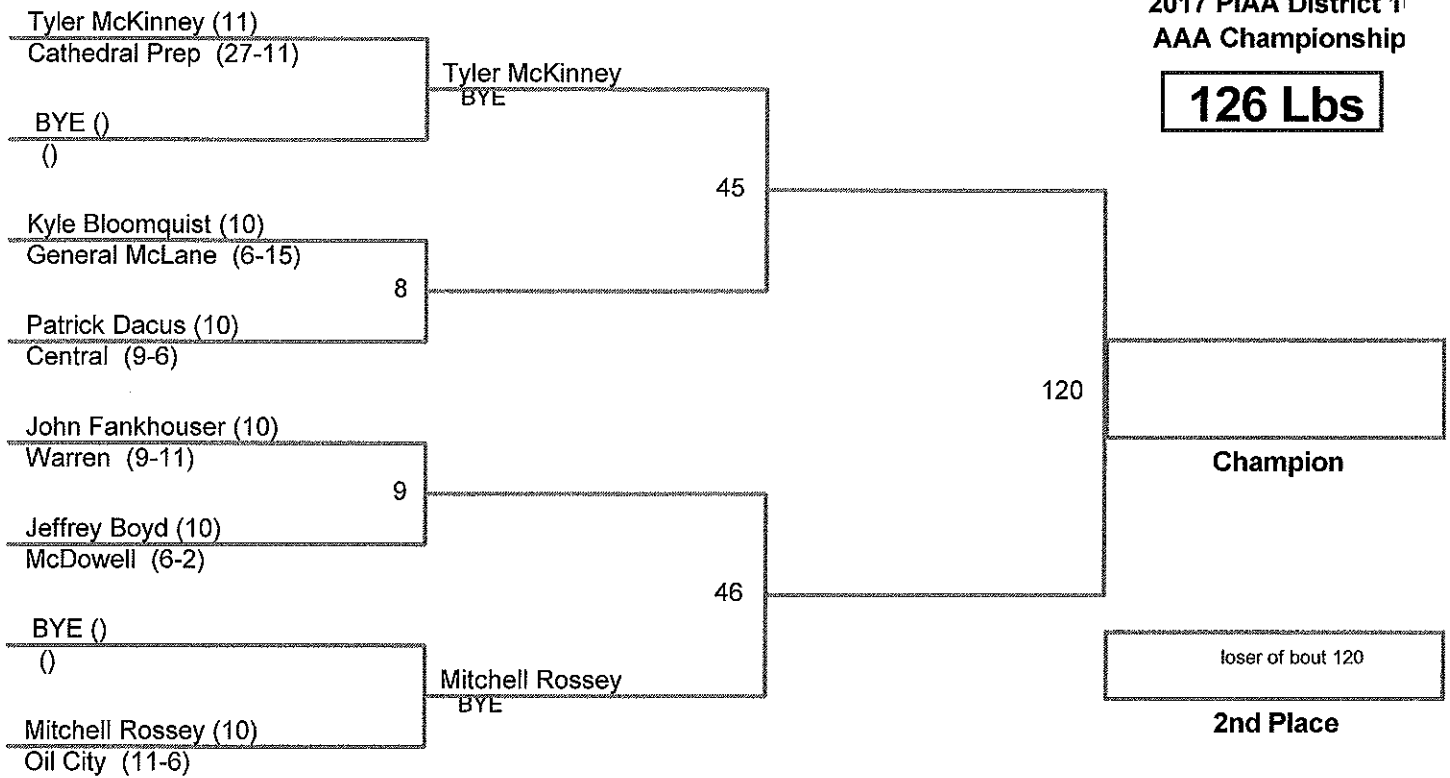 2017 PIAA District 1
AAA Championship
126 Lbs
Tyler McKinney (11)
Cathedral Prep (27-11)
BYE ()
()
Tyler McKinney
BYE
Kyle Bloomquist (10)
General McLane (6-15)
8
Patrick Dacus (10)
Central (9-6)
45
John Fankhouser (10)
Warren (9-11)
9
Jeffrey Boyd (10)
McDowell (6-2)
BYE ()
()
Mitchell Rossey (10)
Oil City (11-6)
Mitchell Rossey
BYE
46
120
Champion
loser of bout 120
2nd Place